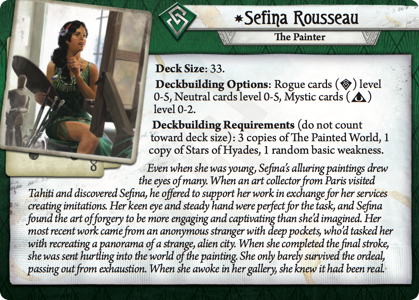 *Sefina Rousseau
The Painter
Deck Size: 33.
Deckbuilding Options: Rogue cards () level
0-5, Neutral cards level 0-5, Mystic cards ()
level 0-2.
Deckbuilding Requirements (do not count
toward deck size): 3 copies of The Painted World, 1
copy of Stars of Hyades, 1 random basic weakness.
Even when she was young, Sefina's alluring paintings drew
the eyes of many. When an art collector from Paris visited
Tahiti and discovered Sefina, he offered to support her work in exchange for her services
creating imitations. Her keen eye and steady hand were perfect for the task, and Sefina
found the art of forgery to be more engaging and captivating than she'd imagined. Her
most recent work came from an anonymous stranger with deep pockets, who'd tasked her
with recreating a panorama of a strange, alien city. When she completed the final stroke,
she was sent hurtling into the world of the painting. She only barely survived the ordeal,
passing out from exhaustion. When she awoke in her gallery, she knew it had been real.